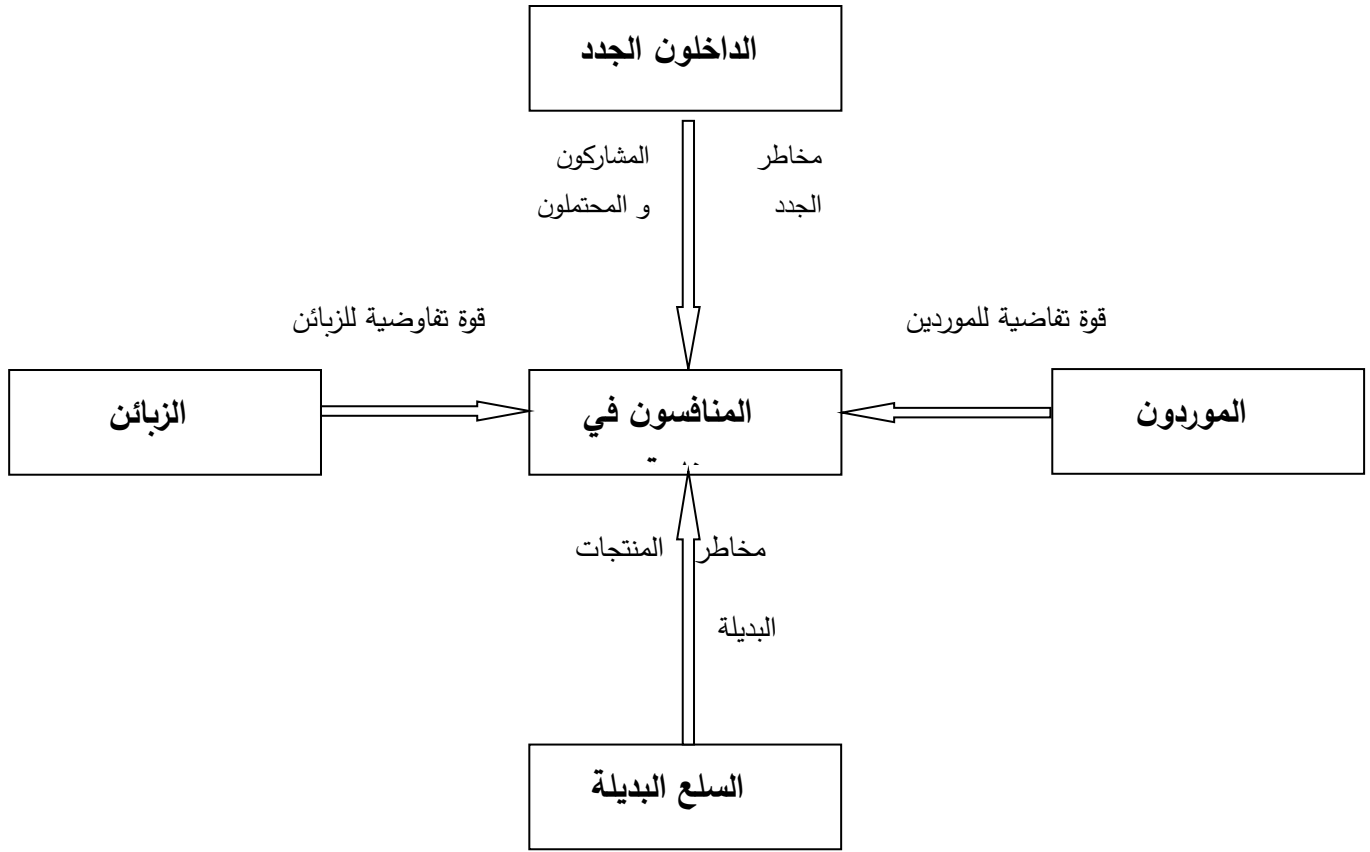 الداخلون الجدد
مخاطر المشاركون
الجدد و المحتملون
قوة تفاضية للموردين
قوة تفاوضية للزبائن
الموردون
المنافسون في
الزبائن
مخاطر المنتجات
البديلة
السلع البديلة